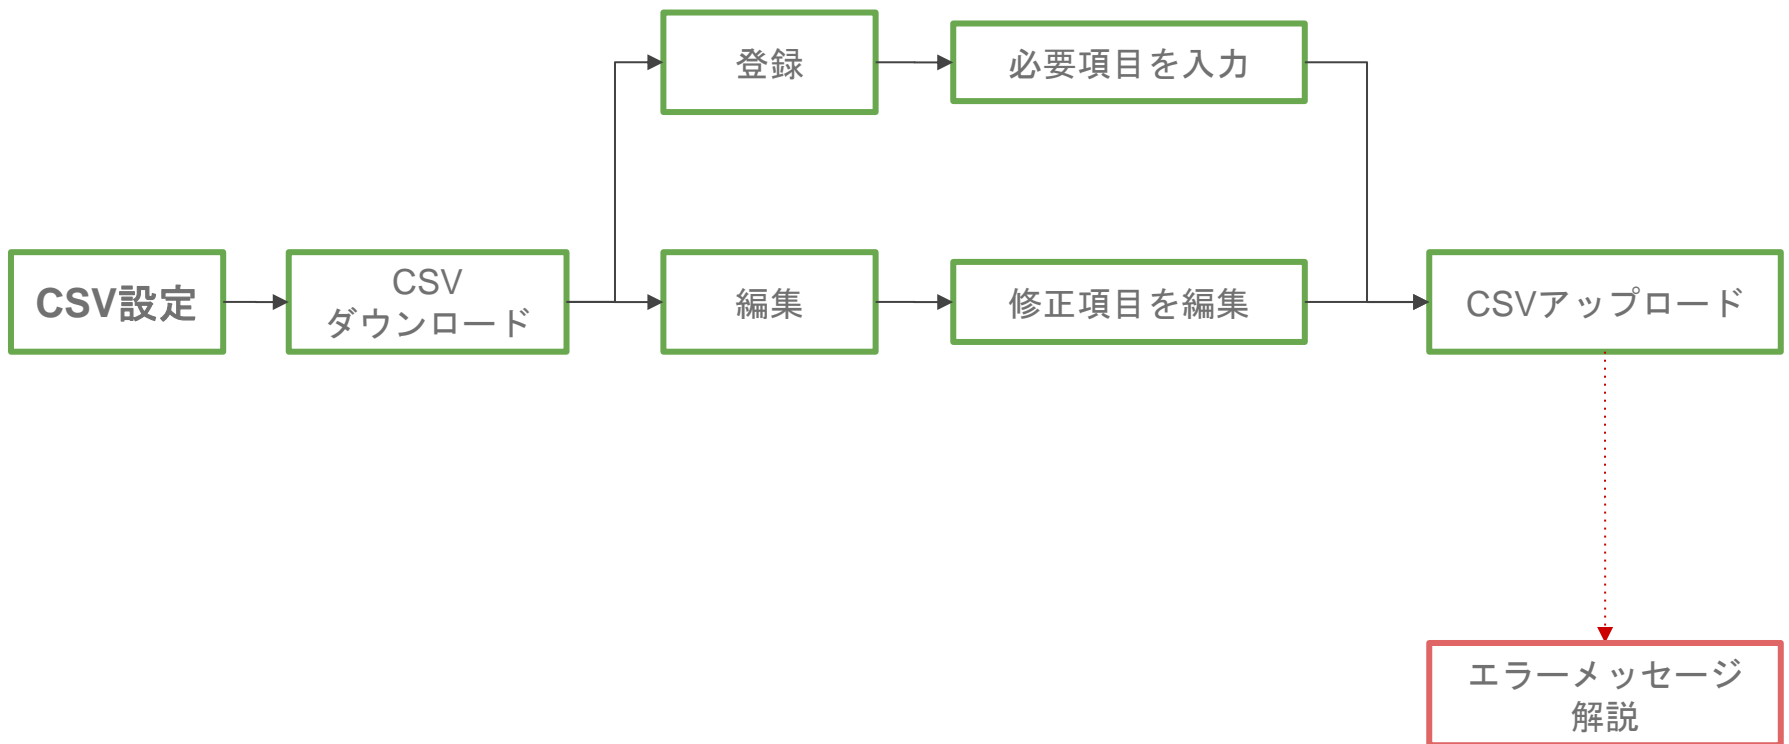 登録
必要項目を入力
CSV設定
CSV
ダウンロード
編集
修正項目を編集
CSVアップロード
エラーメッセージ
解説